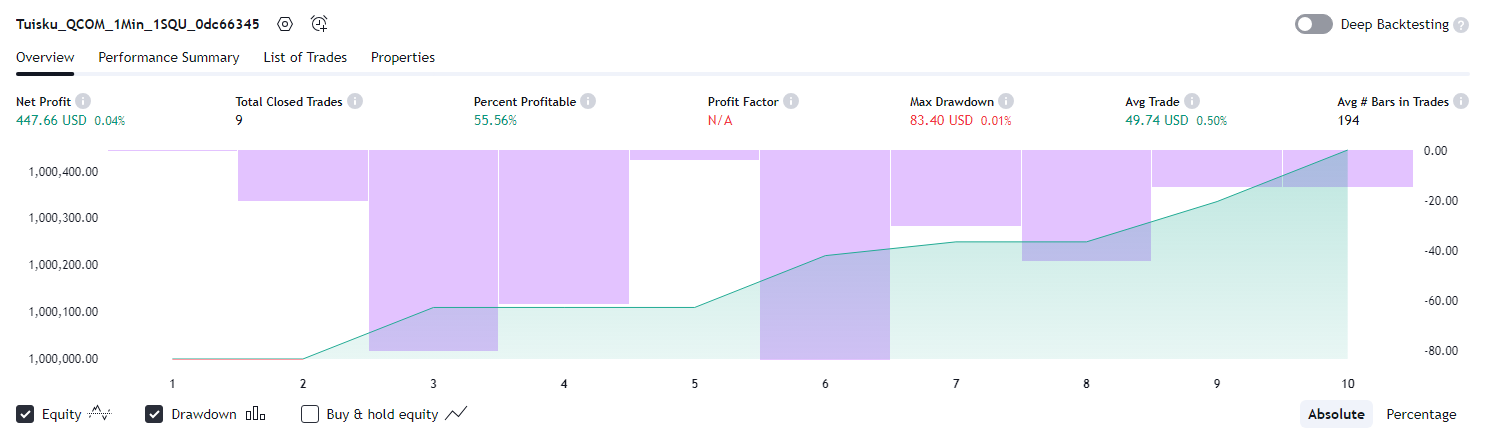 Tuisku_QCOM_1Min_1SQU_0dc66345
Deep Backtesting
Overview Performance Summary List of Trades Properties
Net Profit Total Closed Trades Percent Profitable Profit Factor Max Drawdown Avg Trade Avg # Bars in Trades
447.66 USD 0.04% 9 55.56% N/A 83.40 USD 0.01% 49.74 USD 0.50% 194
1,000,400.00
1,000,300.00
1,000,200.00
1,000,100.00
1,000,000.00
0.00
-20.00
-40.00
-60.00
-80.00
1 2 3 4 5 6 7 8 9 10
Equity Drawdown Buy & hold equity Absolute Percentage